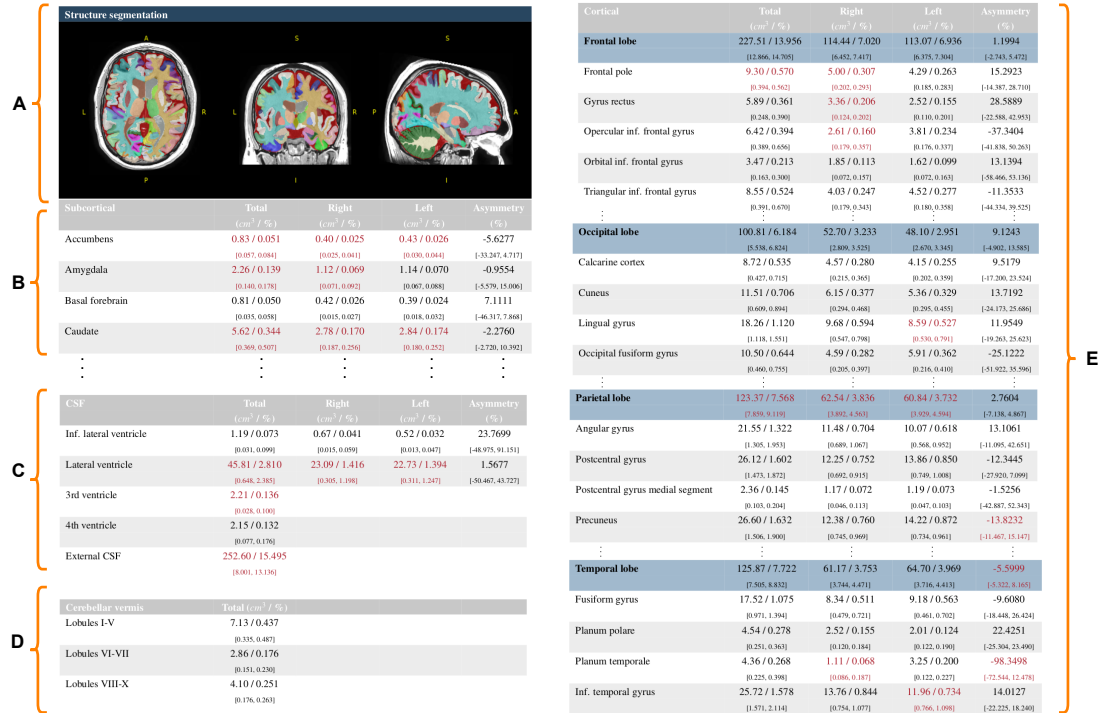 A
Structure segmentation
A
S
S
L
R
L
R
P
A
P
I
I
B
Subcortical Total Right Left Asymmetry
(cm³ / %) (cm³ / %) (cm³ / %) (%)
Accumbens 0.83 / 0.051 0.40 / 0.025 0.43 / 0.026 -5.6277
[0.057, 0.084] [0.025, 0.041] [0.030, 0.044] [-33.247, 4.717]
Amygdala 2.26 / 0.139 1.12 / 0.069 1.14 / 0.070 -0.9554
[0.140, 0.178] [0.071, 0.092] [0.067, 0.088] [-5.579, 15.006]
Basal forebrain 0.81 / 0.050 0.42 / 0.026 0.39 / 0.024 7.1111
[0.035, 0.058] [0.015, 0.027] [0.018, 0.032] [-46.317, 7.868]
Caudate 5.62 / 0.344 2.78 / 0.170 2.84 / 0.174 -2.2760
[0.369, 0.507] [0.187, 0.256] [0.180, 0.252] [-2.720, 10.392]
C
CSF Total Right Left Asymmetry
(cm³ / %) (cm³ / %) (cm³ / %) (%)
Inf. lateral ventricle 1.19 / 0.073 0.67 / 0.041 0.52 / 0.032 23.7699
[0.031, 0.099] [0.015, 0.059] [0.013, 0.047] [-48.975, 91.151]
Lateral ventricle 45.81 / 2.810 23.09 / 1.416 22.73 / 1.394 1.5677
[0.648, 2.385] [0.305, 1.198] [0.311, 1.247] [-50.467, 43.727]
3rd ventricle 2.21 / 0.136
[0.028, 0.100]
4th ventricle 2.15 / 0.132
[0.077, 0.176]
External CSF 252.60 / 15.495
[8.001, 13.136]
D
Cerebellar vermis Total (cm³ / %)
Lobules I-V 7.13 / 0.437
[0.335, 0.487]
Lobules VI-VII 2.86 / 0.176
[0.151, 0.230]
Lobules VIII-X 4.10 / 0.251
[0.176, 0.263]
E
Cortical Total Right Left Asymmetry
(cm³ / %) (cm³ / %) (cm³ / %) (%)
Frontal lobe 227.51 / 13.956 114.44 / 7.020 113.07 / 6.936 1.1994
[12.866, 14.705] [6.452, 7.417] [6.375, 7.304] [-2.743, 5.472]
Frontal pole 9.30 / 0.570 5.00 / 0.307 4.29 / 0.263 15.2923
[0.394, 0.562] [0.202, 0.293] [0.185, 0.283] [-14.387, 28.710]
Gyrus rectus 5.89 / 0.361 3.36 / 0.206 2.52 / 0.155 28.5889
[0.248, 0.390] [0.124, 0.202] [0.110, 0.201] [-22.588, 42.953]
Opercular inf. frontal gyrus 6.42 / 0.394 2.61 / 0.160 3.81 / 0.234 -37.3404
[0.389, 0.656] [0.179, 0.357] [0.176, 0.337] [-41.838, 50.263]
Orbital inf. frontal gyrus 3.47 / 0.213 1.85 / 0.113 1.62 / 0.099 13.1394
[0.163, 0.300] [0.072, 0.157] [0.072, 0.163] [-58.466, 53.136]
Triangular inf. frontal gyrus 8.55 / 0.524 4.03 / 0.247 4.52 / 0.277 -11.3533
[0.391, 0.670] [0.179, 0.343] [0.180, 0.358] [-44.334, 39.525]
Occipital lobe 100.81 / 6.184 52.70 / 3.233 48.10 / 2.951 9.1243
[5.538, 6.824] [2.809, 3.525] [2.670, 3.345] [-4.902, 13.585]
Calcarine cortex 8.72 / 0.535 4.57 / 0.280 4.15 / 0.255 9.5179
[0.427, 0.715] [0.215, 0.365] [0.202, 0.359] [-17.200, 23.524]
Cuneus 11.51 / 0.706 6.15 / 0.377 5.36 / 0.329 13.7192
[0.609, 0.894] [0.294, 0.468] [0.295, 0.455] [-24.173, 25.686]
Lingual gyrus 18.26 / 1.120 9.68 / 0.594 8.59 / 0.527 11.9549
[1.118, 1.551] [0.547, 0.798] [0.530, 0.791] [-19.263, 25.623]
Occipital fusiform gyrus 10.50 / 0.644 4.59 / 0.282 5.91 / 0.362 -25.1222
[0.460, 0.755] [0.205, 0.397] [0.216, 0.410] [-51.922, 35.596]
Parietal lobe 123.37 / 7.568 62.54 / 3.836 60.84 / 3.732 2.7604
[7.859, 9.119] [3.892, 4.563] [3.929, 4.594] [-7.138, 4.867]
Angular gyrus 21.55 / 1.322 11.48 / 0.704 10.07 / 0.618 13.1061
[1.305, 1.953] [0.689, 1.067] [0.568, 0.952] [-11.095, 42.651]
Postcentral gyrus 26.12 / 1.602 12.25 / 0.752 13.86 / 0.850 -12.3445
[1.473, 1.872] [0.692, 0.915] [0.749, 1.008] [-27.920, 7.099]
Postcentral gyrus medial segment 2.36 / 0.145 1.17 / 0.072 1.19 / 0.073 -1.5256
[0.103, 0.204] [0.046, 0.113] [0.047, 0.103] [-42.887, 52.343]
Precuneus 26.60 / 1.632 12.38 / 0.760 14.22 / 0.872 -13.8232
[1.506, 1.900] [0.745, 0.969] [0.734, 0.961] [-11.467, 15.147]
Temporal lobe 125.87 / 7.722 61.17 / 3.753 64.70 / 3.969 -5.5999
[7.505, 8.832] [3.744, 4.471] [3.716, 4.413] [-5.322, 8.165]
Fusiform gyrus 17.52 / 1.075 8.34 / 0.511 9.18 / 0.563 -9.6080
[0.971, 1.394] [0.479, 0.721] [0.461, 0.702] [-18.448, 26.424]
Planum polare 4.54 / 0.278 2.52 / 0.155 2.01 / 0.124 22.4251
[0.251, 0.363] [0.120, 0.184] [0.122, 0.190] [-25.304, 23.490]
Planum temporale 4.36 / 0.268 1.11 / 0.068 3.25 / 0.200 -98.3498
[0.225, 0.398] [0.086, 0.187] [0.122, 0.227] [-72.544, 12.478]
Inf. temporal gyrus 25.72 / 1.578 13.76 / 0.844 11.96 / 0.734 14.0127
[1.571, 2.114] [0.754, 1.077] [0.766, 1.098] [-22.225, 18.240]